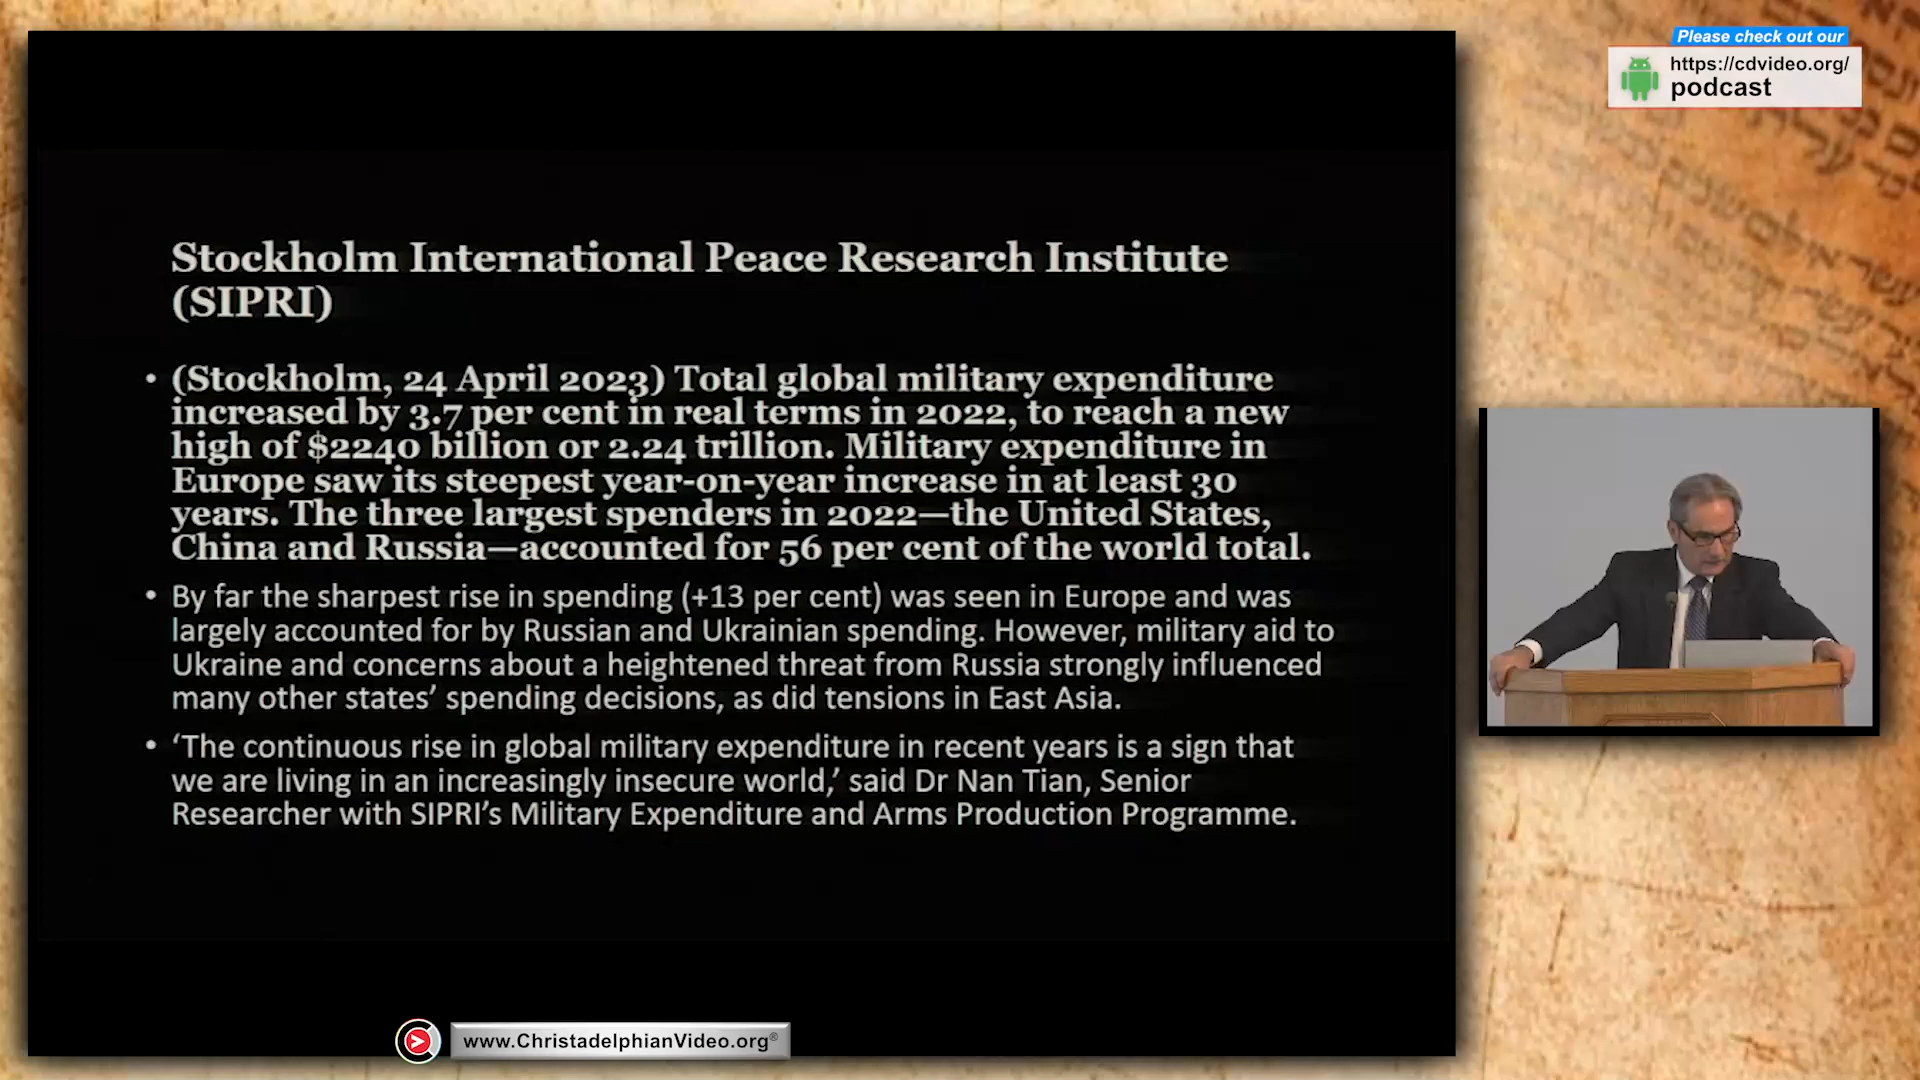 Please check out our
https://cdvideo.org/
podcast
Stockholm International Peace Research Institute
(SIPRI)
• (Stockholm, 24 April 2023) Total global military expenditure
increased by 3.7 per cent in real terms in 2022, to reach a new
high of $2240 billion or 2.24 trillion. Military expenditure in
Europe saw its steepest year-on-year increase in at least 30
years. The three largest spenders in 2022—the United States,
China and Russia—accounted for 56 per cent of the world total.
• By far the sharpest rise in spending (+13 per cent) was seen in Europe and was
largely accounted for by Russian and Ukrainian spending. However, military aid to
Ukraine and concerns about a heightened threat from Russia strongly influenced
many other states’ spending decisions, as did tensions in East Asia.
• ‘The continuous rise in global military expenditure in recent years is a sign that
we are living in an increasingly insecure world,’ said Dr Nan Tian, Senior
Researcher with SIPRI’s Military Expenditure and Arms Production Programme.
www.ChristadelphianVideo.org®